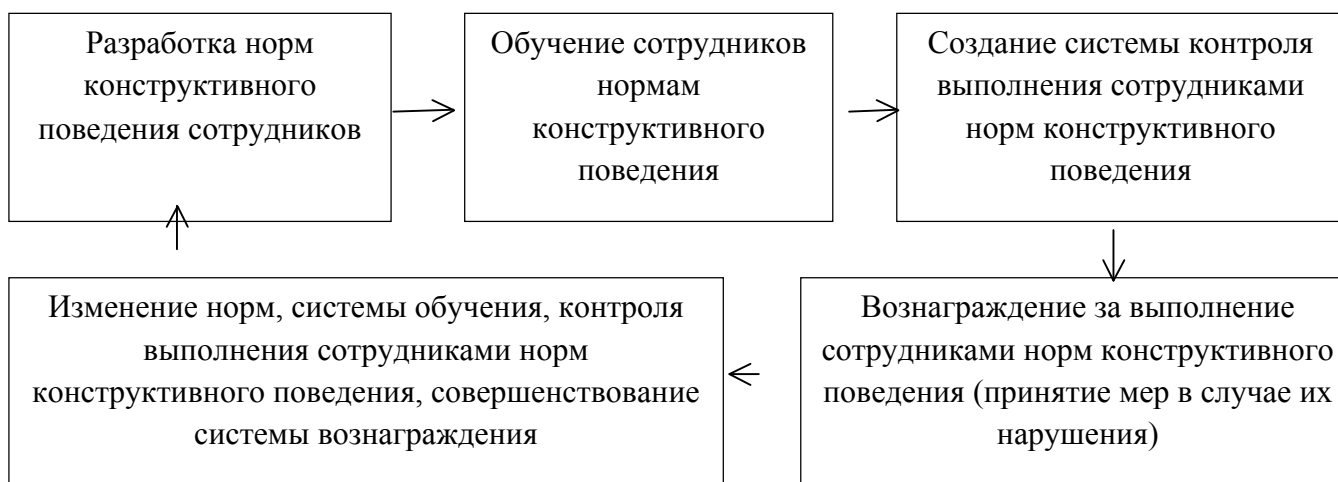 Разработка норм
конструктивного
поведения сотрудников
Обучение сотрудников
нормам
конструктивного
поведения
Создание системы контроля
выполнения сотрудниками
норм конструктивного
поведения
Изменение норм, системы обучения, контроля
выполнения сотрудниками норм
конструктивного поведения, совершенствование
системы вознаграждения
Вознаграждение за выполнение
сотрудниками норм конструктивного
поведения (принятие мер в случае их
нарушения)